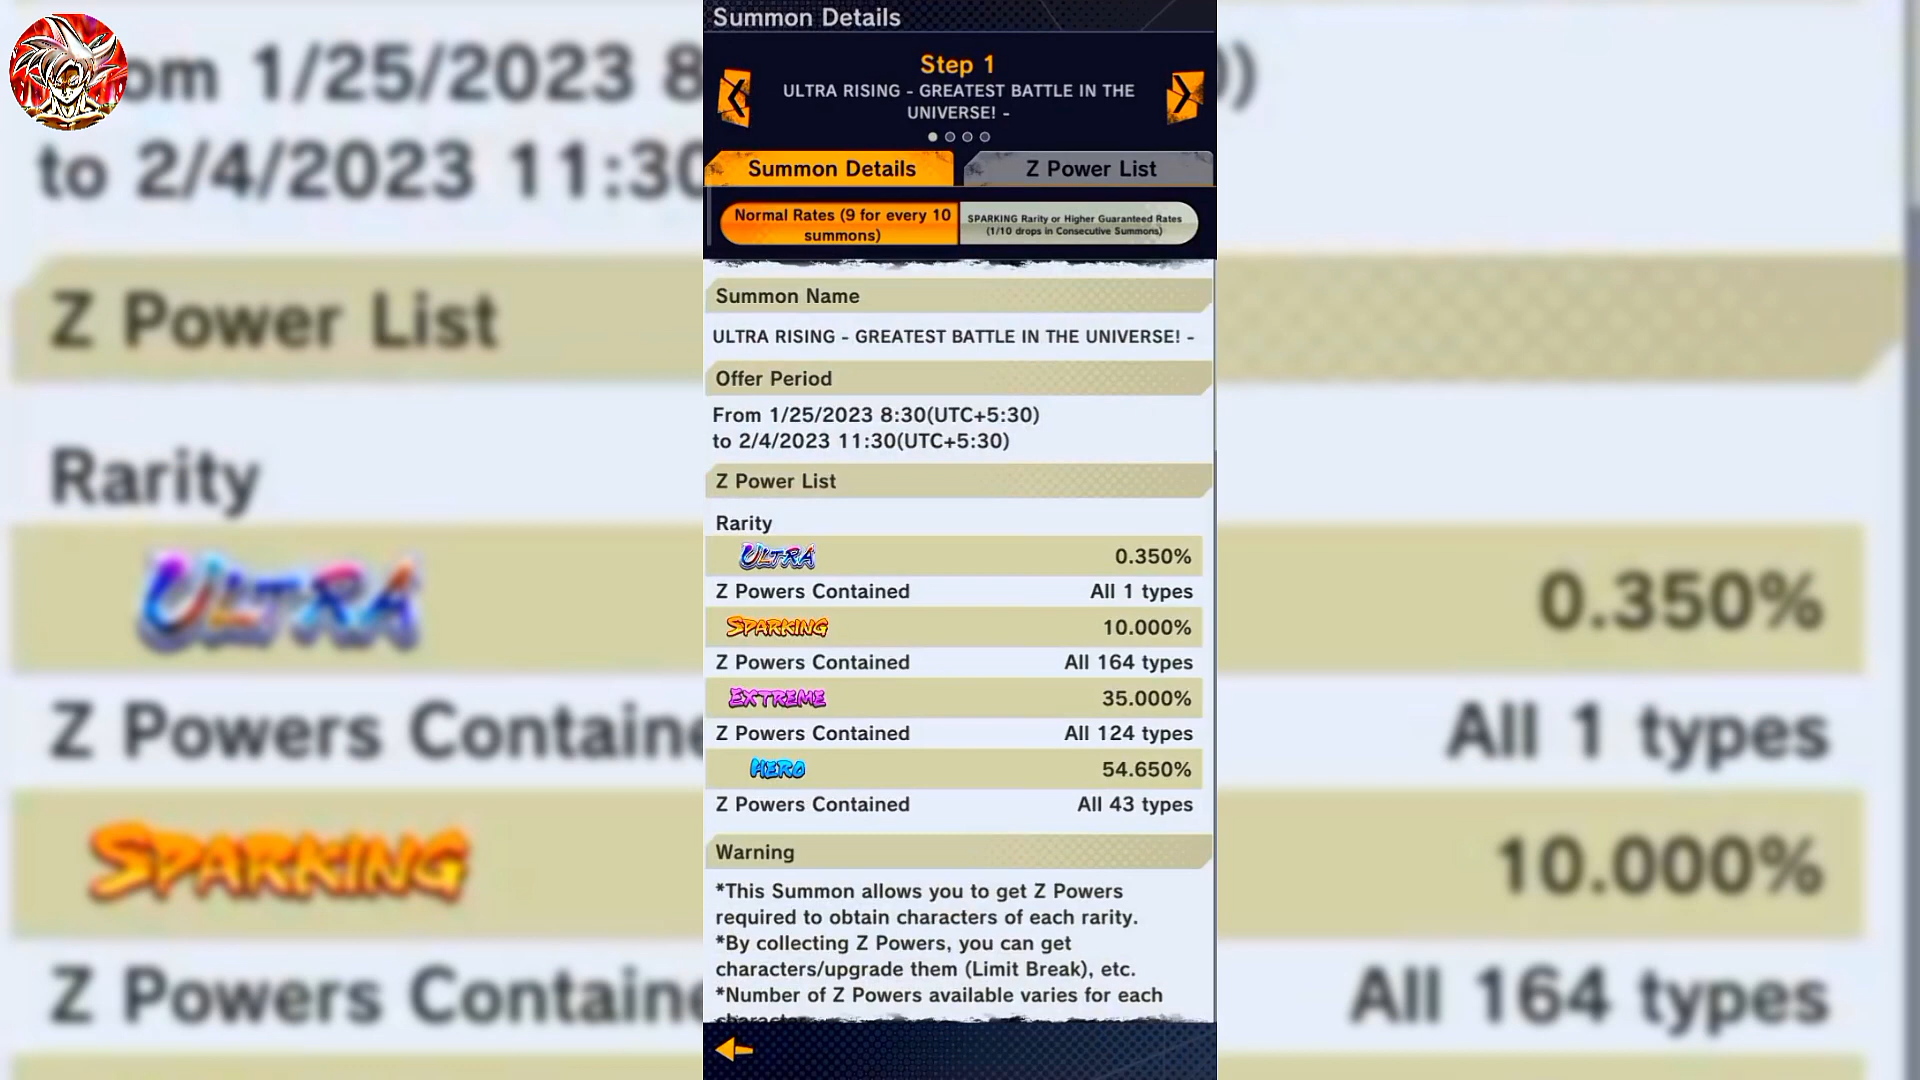 Summon Details
Step 1
ULTRA RISING - GREATEST BATTLE IN THE
UNIVERSE! -
Summon Details
Z Power List
Normal Rates (9 for every 10
summons)
SPARKING Rarity or Higher Guaranteed Rates
(1/10 drops in Consecutive Summons)
Summon Name
ULTRA RISING - GREATEST BATTLE IN THE UNIVERSE! -
Offer Period
From 1/25/2023 8:30(UTC+5:30)
to 2/4/2023 11:30(UTC+5:30)
Z Power List
Rarity
ULTRA 0.350%
Z Powers Contained All 1 types
SPARKING 10.000%
Z Powers Contained All 164 types
EXTREME 35.000%
Z Powers Contained All 124 types
HERO 54.650%
Z Powers Contained All 43 types
Warning
*This Summon allows you to get Z Powers
required to obtain characters of each rarity.
*By collecting Z Powers, you can get
characters/upgrade them (Limit Break), etc.
*Number of Z Powers available varies for each
om 1/25/2023 8
to 2/4/2023 11:30
Z Power List
Rarity
ULTRA 0.350%
Z Powers Containe All 1 types
SPARKING 10.000%
Z Powers Containe All 164 types